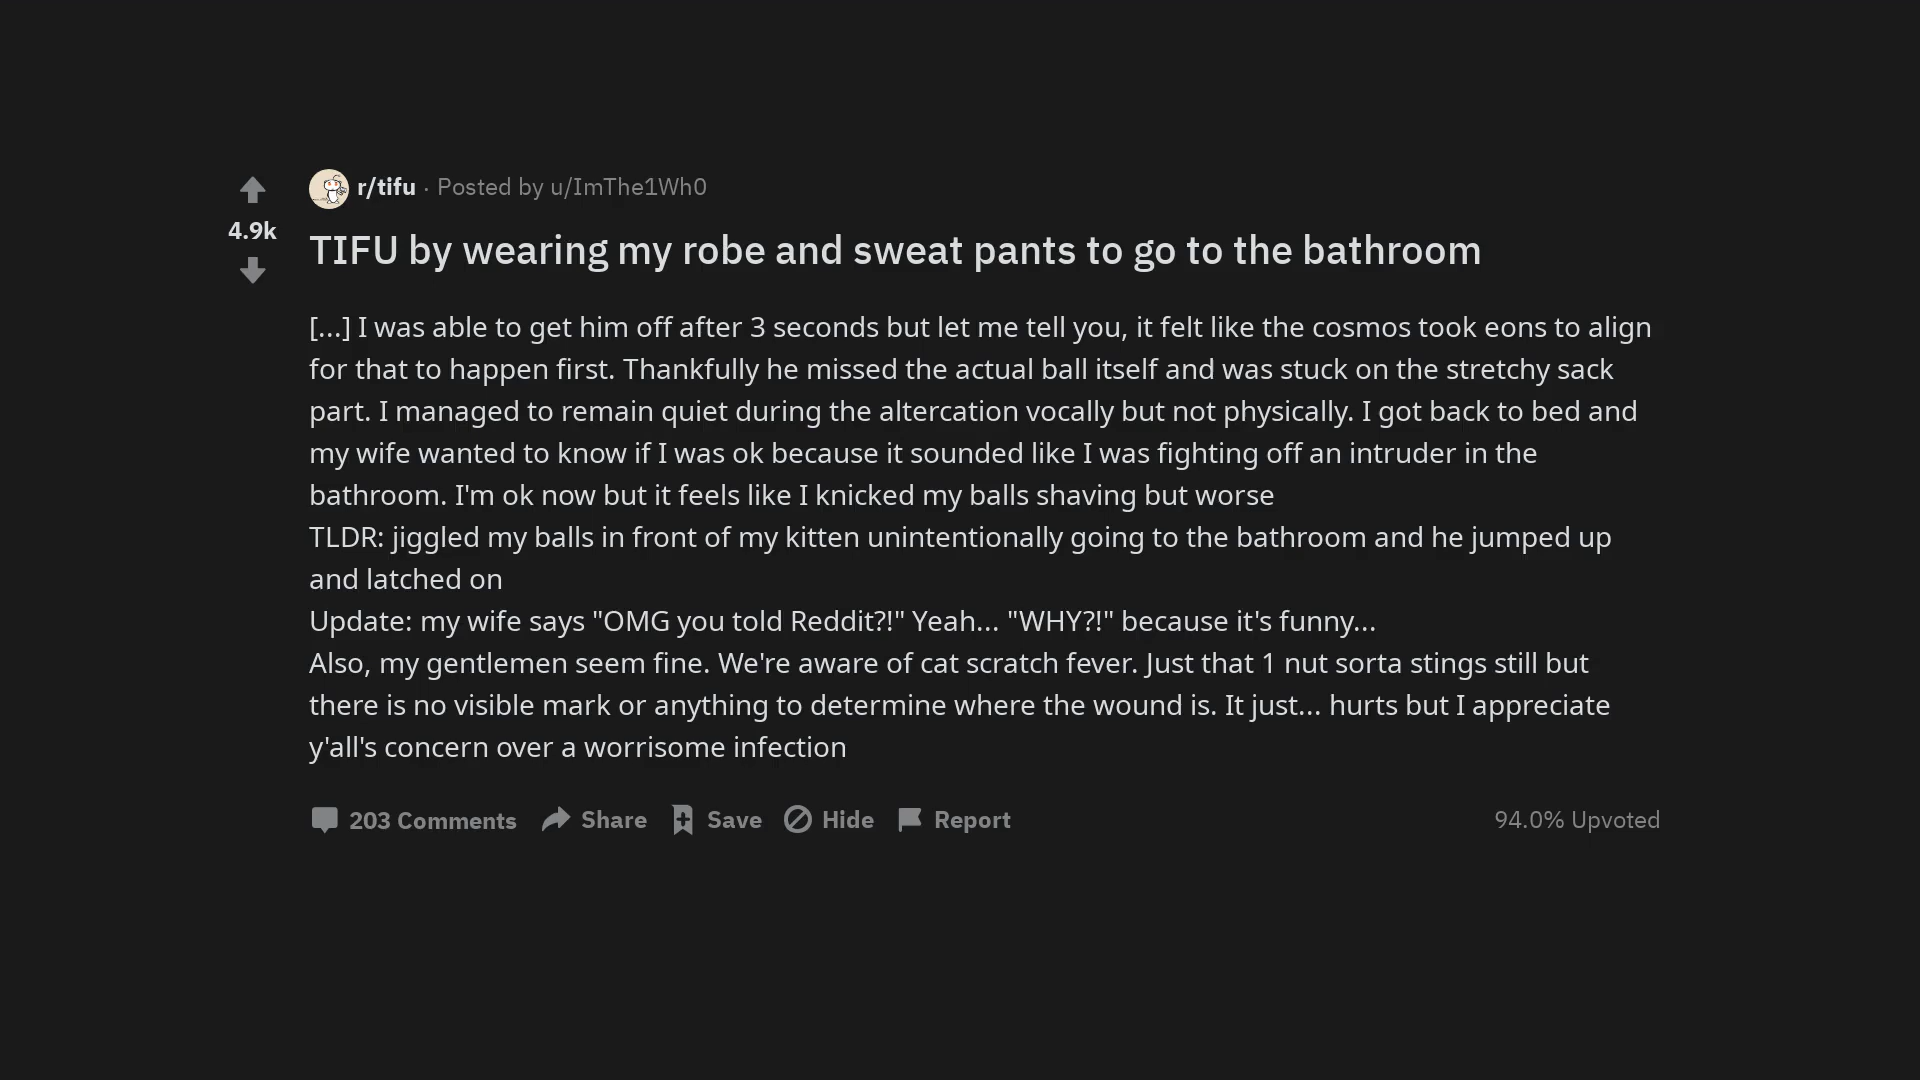 r/tifu · Posted by u/ImThe1Wh0
4.9k
TIFU by wearing my robe and sweat pants to go to the bathroom
[...] I was able to get him off after 3 seconds but let me tell you, it felt like the cosmos took eons to align
for that to happen first. Thankfully he missed the actual ball itself and was stuck on the stretchy sack
part. I managed to remain quiet during the altercation vocally but not physically. I got back to bed and
my wife wanted to know if I was ok because it sounded like I was fighting off an intruder in the
bathroom. I'm ok now but it feels like I knicked my balls shaving but worse
TLDR: jiggled my balls in front of my kitten unintentionally going to the bathroom and he jumped up
and latched on
Update: my wife says "OMG you told Reddit?!" Yeah... "WHY?!" because it's funny...
Also, my gentlemen seem fine. We're aware of cat scratch fever. Just that 1 nut sorta stings still but
there is no visible mark or anything to determine where the wound is. It just... hurts but I appreciate
y'all's concern over a worrisome infection
203 Comments Share Save Hide Report 94.0% Upvoted